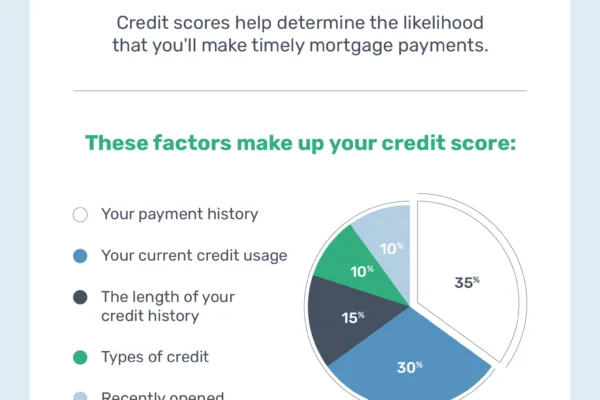 Credit scores help determine the likelihood
that you'll make timely mortgage payments.
These factors make up your credit score:
Your payment history
Your current credit usage
The length of your
credit history
Types of credit
Recently opened
10%
10%
35%
15%
30%